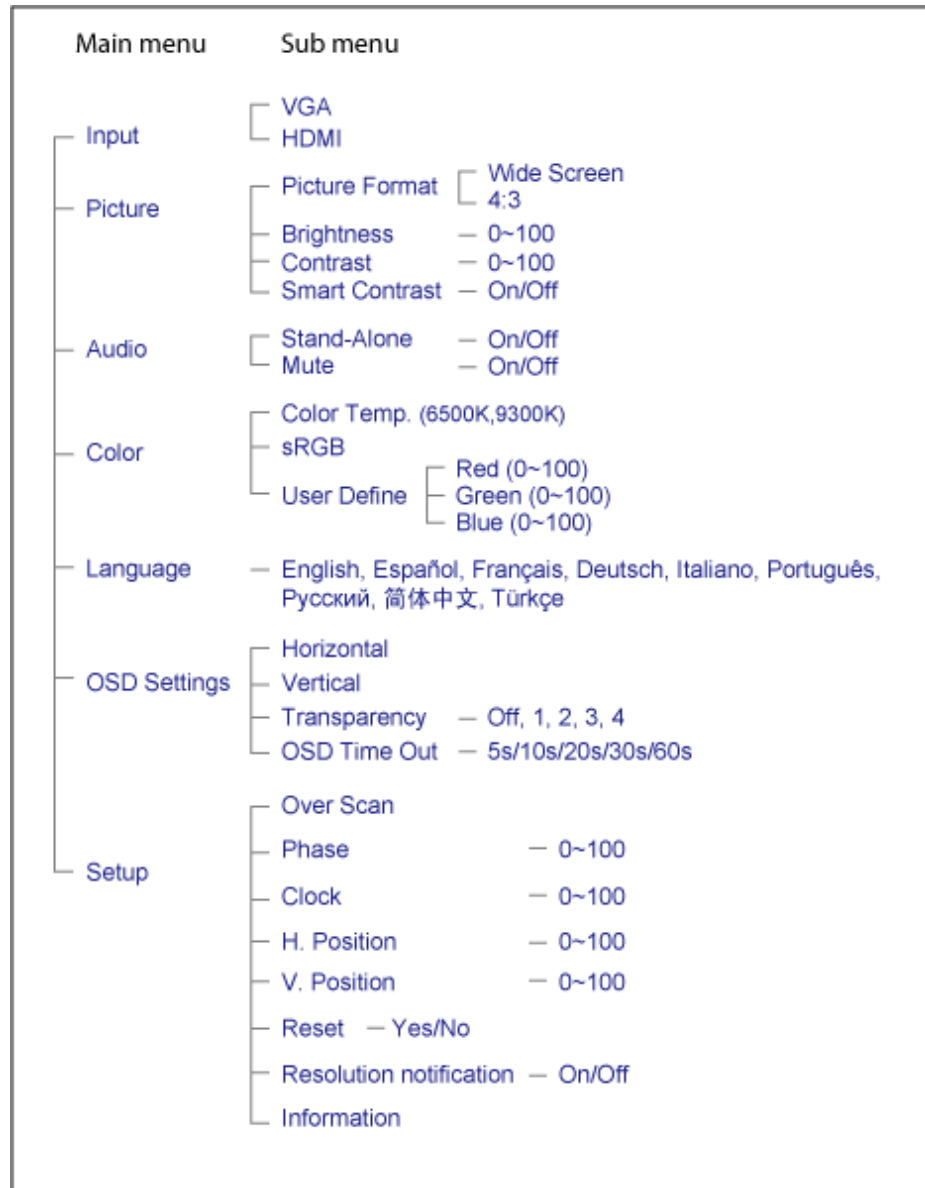 Main menu Sub menu
VGA
Input
HDMI
Picture Format Wide Screen
4:3
Picture
Brightness 0~100
Contrast 0~100
Smart Contrast On/Off
Audio
Stand-Alone On/Off
Mute On/Off
Color Temp. (6500K,9300K)
Color sRGB
Red (0~100)
User Define Green (0~100)
Blue (0~100)
Language English, Español, Français, Deutsch, Italiano, Português,
Русский, 简体中文, Türkçe
Horizontal
OSD Settings Vertical
Transparency Off, 1, 2, 3, 4
OSD Time Out 5s/10s/20s/30s/60s
Over Scan
Phase 0~100
Setup
Clock 0~100
H. Position 0~100
V. Position 0~100
Reset Yes/No
Resolution notification On/Off
Information